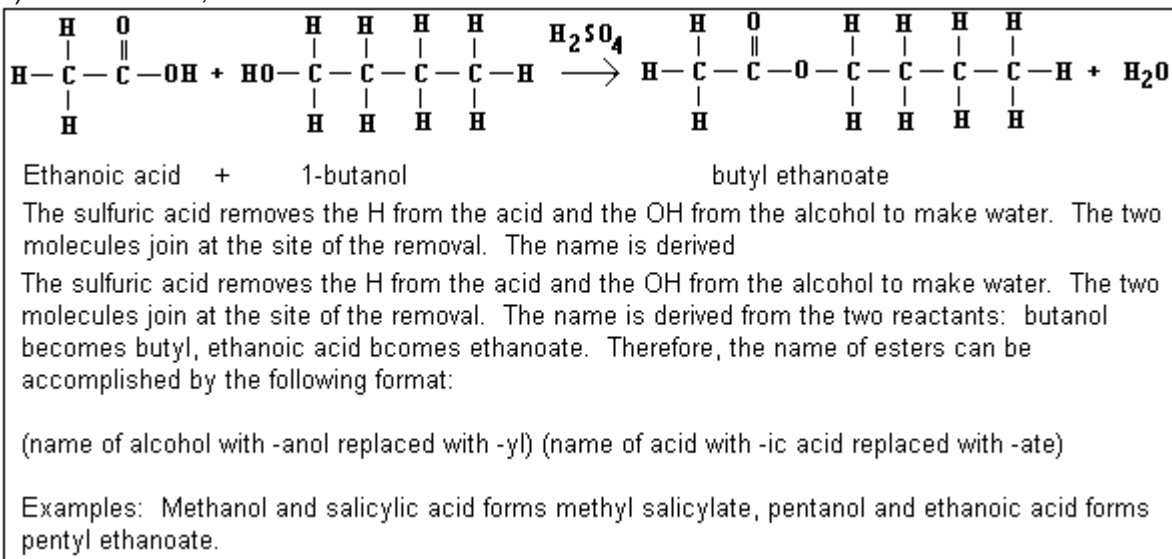 H O H H H H H₂SO₄ H O H H H H
H—C—C—OH + HO—C—C—C—C—H → H—C—C—O—C—C—C—C—H + H₂O
H H H H H H H H H H
Ethanoic acid + 1-butanol butyl ethanoate
The sulfuric acid removes the H from the acid and the OH from the alcohol to make water. The two
molecules join at the site of the removal. The name is derived
The sulfuric acid removes the H from the acid and the OH from the alcohol to make water. The two
molecules join at the site of the removal. The name is derived from the two reactants: butanol
becomes butyl, ethanoic acid bcomes ethanoate. Therefore, the name of esters can be
accomplished by the following format:
(name of alcohol with -anol replaced with -yl) (name of acid with -ic acid replaced with -ate)
Examples: Methanol and salicylic acid forms methyl salicylate, pentanol and ethanoic acid forms
pentyl ethanoate.